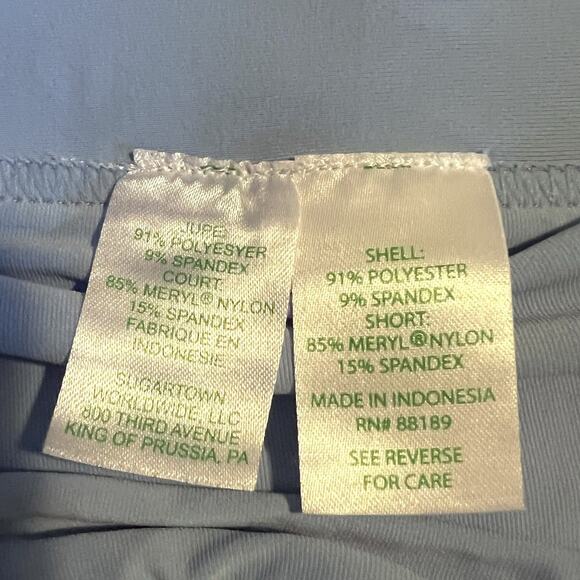 JUPE:
91% POLYESYER
9% SPANDEX
COURT:
85% MERYL® NYLON
15% SPANDEX
FABRIQUE EN
INDONESIE
SUGARTOWN
WORLDWIDE, LLC
800 THIRD AVENUE
KING OF PRUSSIA, PA
SHELL:
91% POLYESTER
9% SPANDEX
SHORT:
85% MERYL®NYLON
15% SPANDEX
MADE IN INDONESIA
RN# 88189
SEE REVERSE
FOR CARE